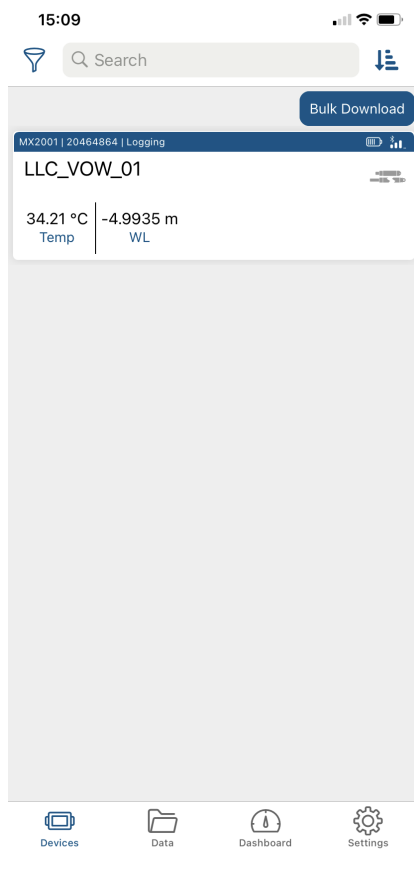 15:09
Search
Bulk Download
MX2001 | 20464864 | Logging
LLC_VOW_01
34.21 °C -4.9935 m
Temp WL
Devices Data Dashboard Settings